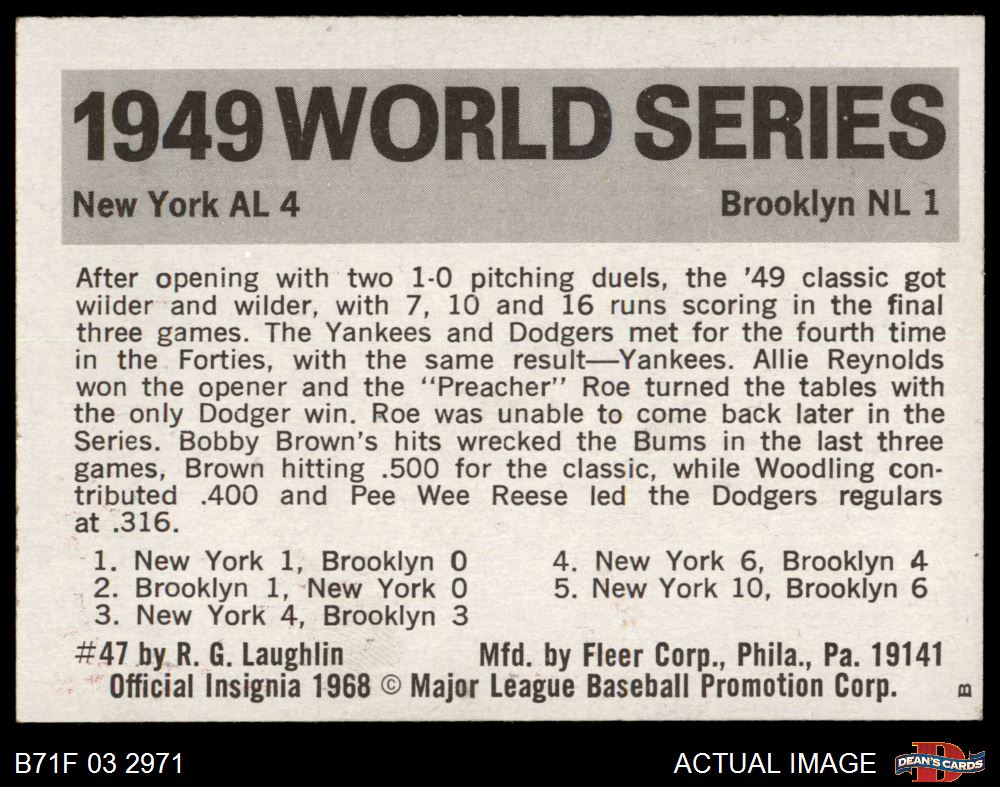 1949 WORLD SERIES
New York AL 4 Brooklyn NL 1
After opening with two 1-0 pitching duels, the '49 classic got
wilder and wilder, with 7, 10 and 16 runs scoring in the final
three games. The Yankees and Dodgers met for the fourth time
in the Forties, with the same result—Yankees. Allie Reynolds
won the opener and the "Preacher" Roe turned the tables with
the only Dodger win. Roe was unable to come back later in the
Series. Bobby Brown's hits wrecked the Bums in the last three
games, Brown hitting .500 for the classic, while Woodling con-
tributed .400 and Pee Wee Reese led the Dodgers regulars
at .316.
1. New York 1, Brooklyn 0
2. Brooklyn 1, New York 0
3. New York 4, Brooklyn 3
4. New York 6, Brooklyn 4
5. New York 10, Brooklyn 6
#47 by R. G. Laughlin Mfd. by Fleer Corp., Phila., Pa. 19141
Official Insignia 1968 © Major League Baseball Promotion Corp.
B
B71F 03 2971 ACTUAL IMAGE
D
DEAN'S CARDS